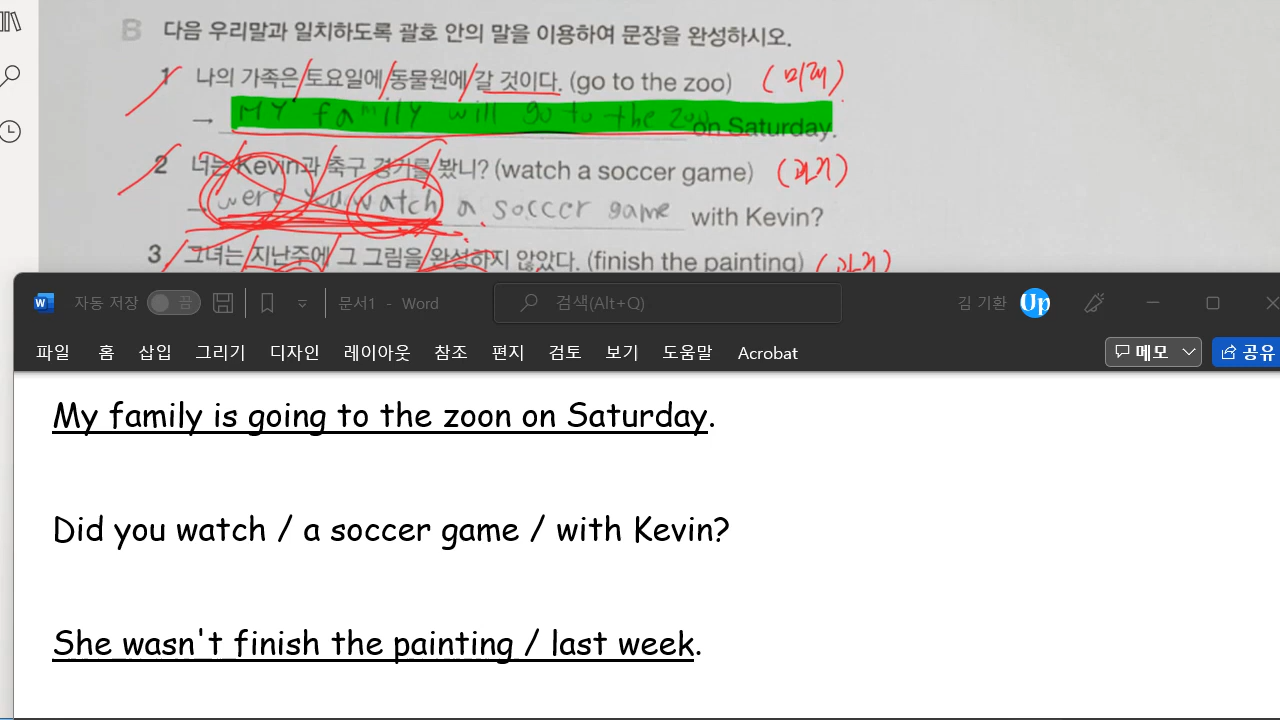 B 다음 우리말과 일치하도록 괄호 안의 말을 이용하여 문장을 완성하시오.
1 나의 가족은/토요일에/동물원에/갈 것이다. (go to the zoo) (미래)
→ MY family will go to the zoo on Saturday.
2 너는/Kevin과/축구 경기를/봤니? (watch a soccer game) (과거)
→ were you watch a soccer game with Kevin?
3 그녀는/지난주에/그 그림을/완성하지 않았다. (finish the painting) (과거)
자동 저장 끔 문서1 - Word 검색(Alt+Q) 김 기환 Up
파일 홈 삽입 그리기 디자인 레이아웃 참조 편지 검토 보기 도움말 Acrobat 메모 공유
My family is going to the zoon on Saturday.
Did you watch / a soccer game / with Kevin?
She wasn't finish the painting / last week.